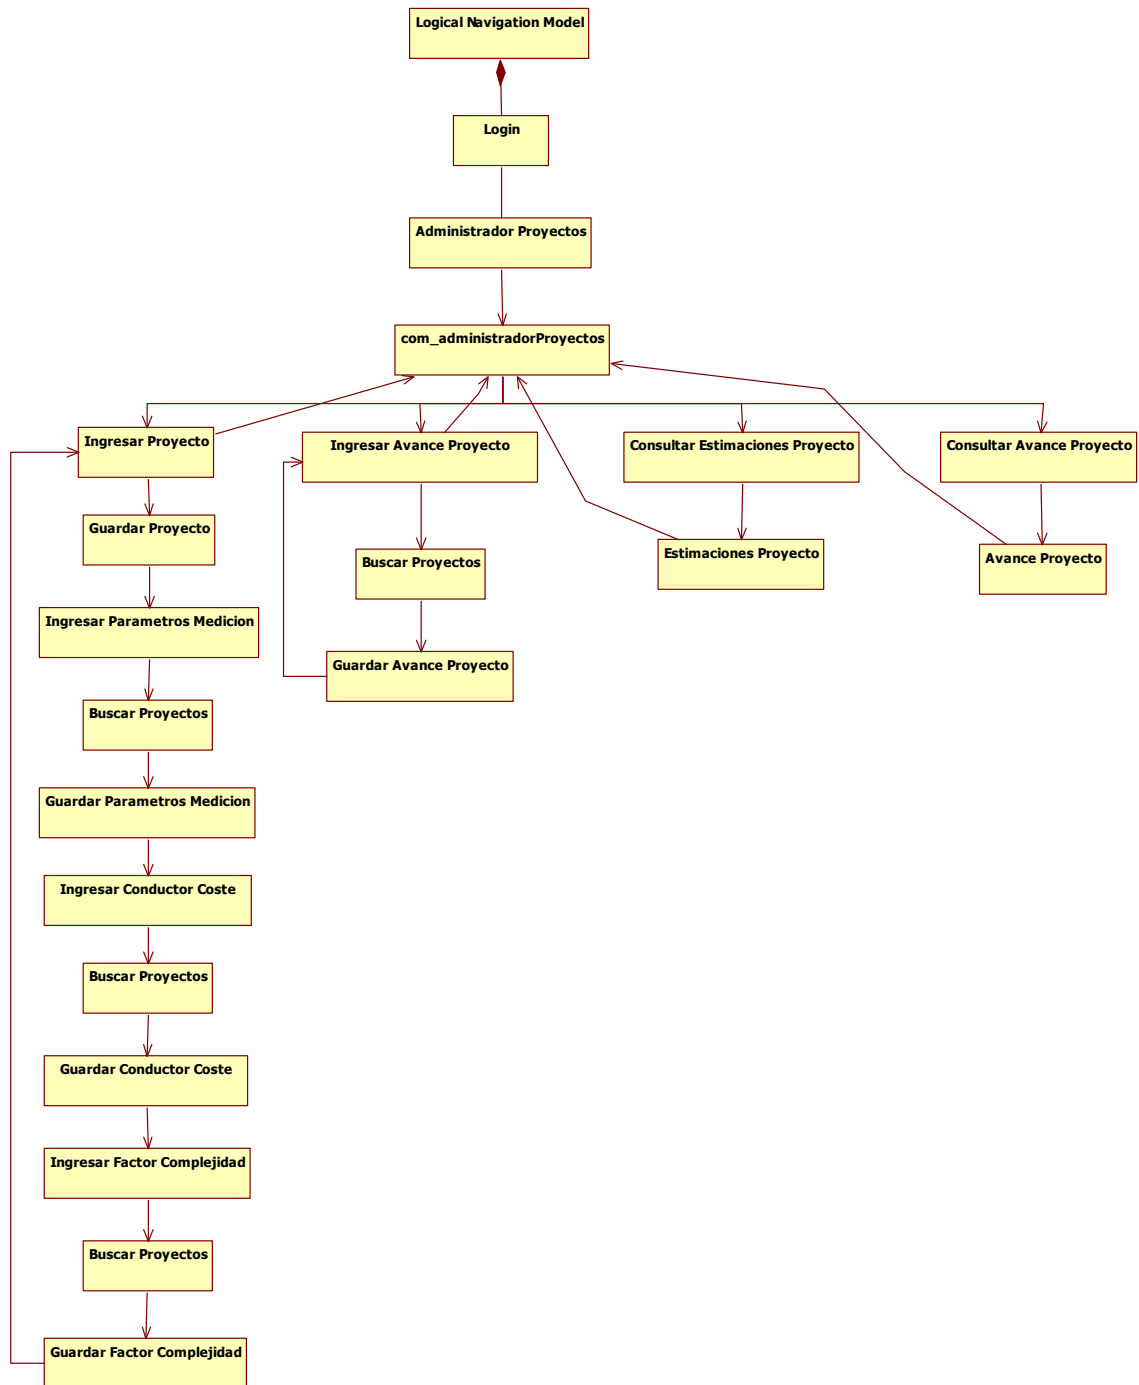 Logical Navigation Model
Login
Administrador Proyectos
com_administradorProyectos
Ingresar Proyecto
Ingresar Avance Proyecto
Consultar Estimaciones Proyecto
Consultar Avance Proyecto
Guardar Proyecto
Buscar Proyectos
Estimaciones Proyecto
Avance Proyecto
Ingresar Parametros Medicion
Guardar Avance Proyecto
Buscar Proyectos
Guardar Parametros Medicion
Ingresar Conductor Coste
Buscar Proyectos
Guardar Conductor Coste
Ingresar Factor Complejidad
Buscar Proyectos
Guardar Factor Complejidad